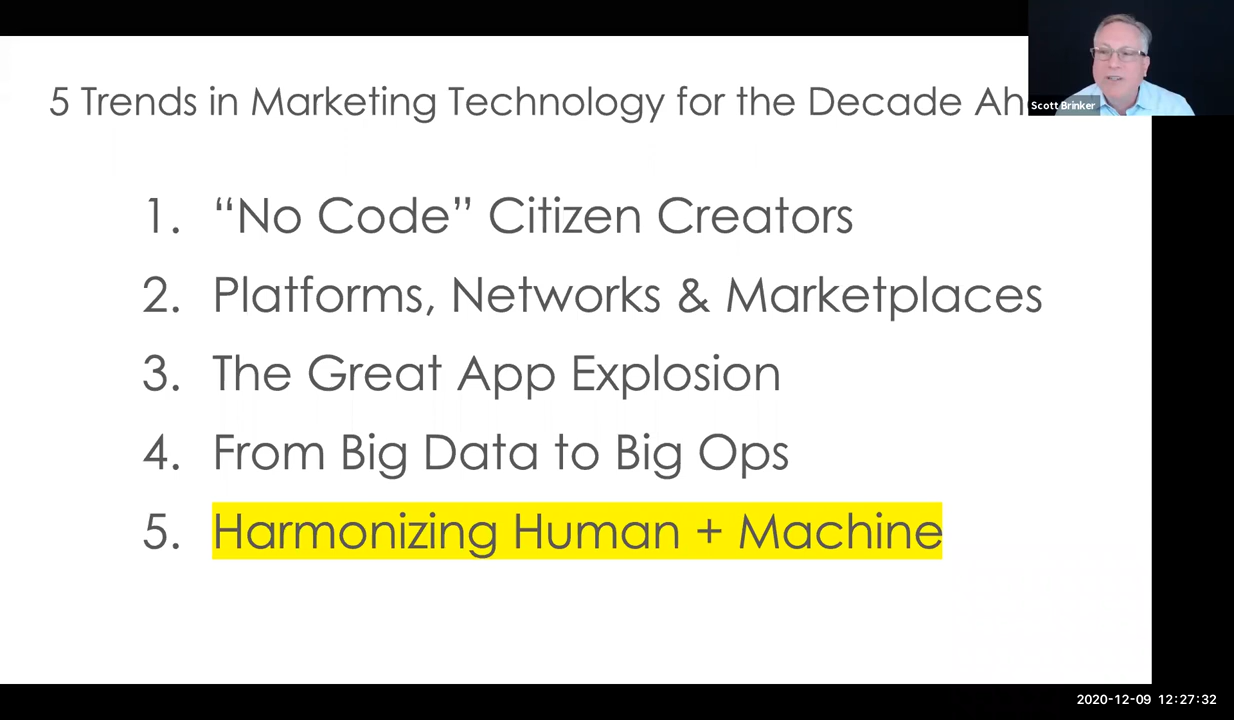 5 Trends in Marketing Technology for the Decade
Scott Brinker
1. “No Code” Citizen Creators
2. Platforms, Networks & Marketplaces
3. The Great App Explosion
4. From Big Data to Big Ops
5. Harmonizing Human + Machine
2020-12-09 12:27:32